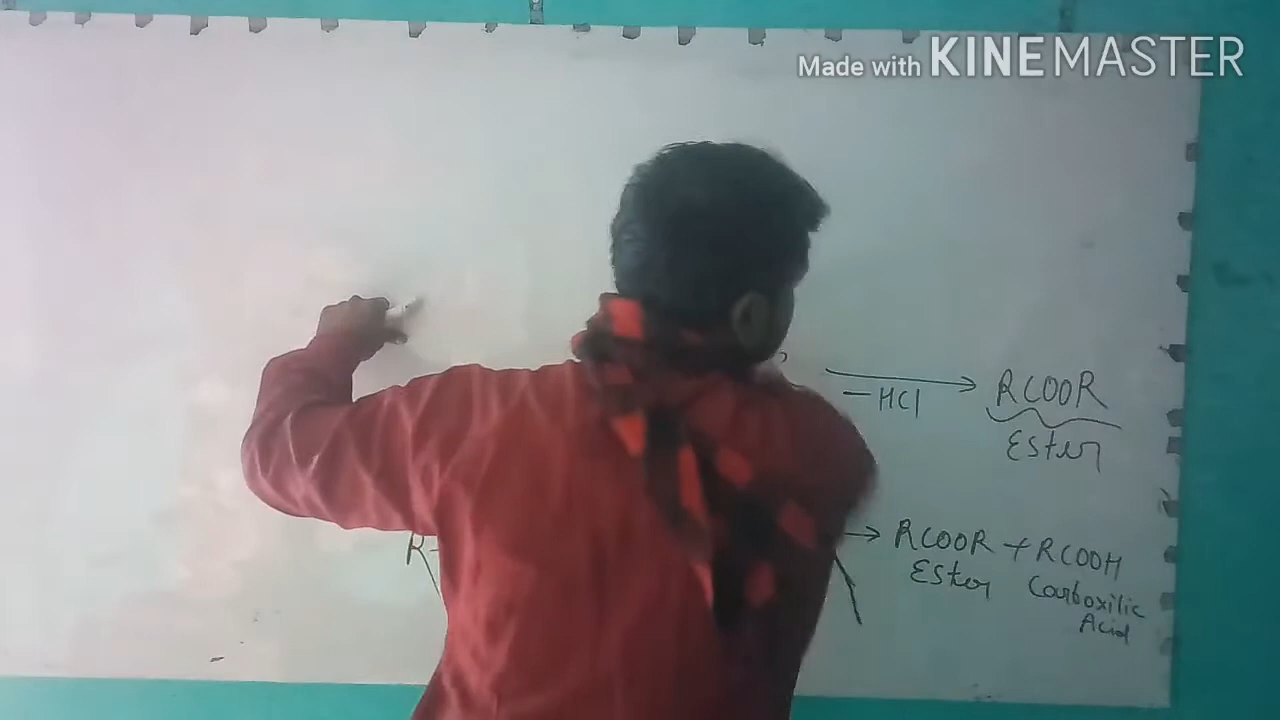 Made with KINEMASTER
— HCl → RCOOR
Ester
R
→ RCOOR + RCOOH
Ester Carboxilic
Acid